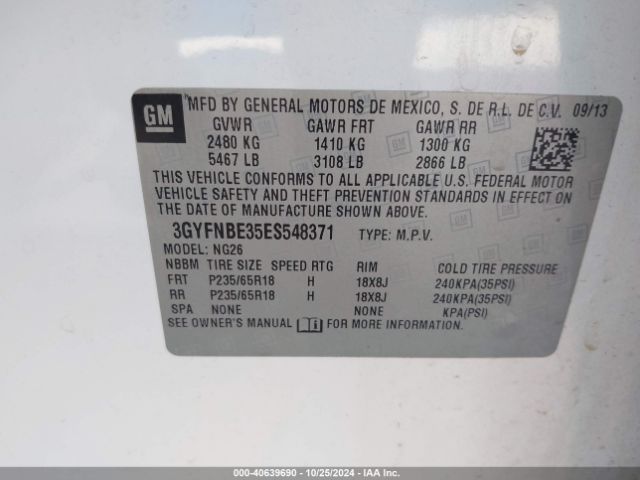 GM MFD BY GENERAL MOTORS DE MEXICO, S. DE R.L. DE C.V. 09/13
GVWR GAWR FRT GAWR RR
2480 KG 1410 KG 1300 KG
5467 LB 3108 LB 2866 LB
THIS VEHICLE CONFORMS TO ALL APPLICABLE U.S. FEDERAL MOTOR
VEHICLE SAFETY AND THEFT PREVENTION STANDARDS IN EFFECT ON
THE DATE OF MANUFACTURE SHOWN ABOVE.
3GYFNBE35ES548371 TYPE: M.P.V.
MODEL: NG26
NBBM TIRE SIZE SPEED RTG RIM COLD TIRE PRESSURE
FRT P235/65R18 H 18X8J 240KPA(35PSI)
RR P235/65R18 H 18X8J 240KPA(35PSI)
SPA NONE NONE KPA(PSI)
SEE OWNER'S MANUAL FOR MORE INFORMATION.
000-40639690 - 10/25/2024 - IAA Inc.